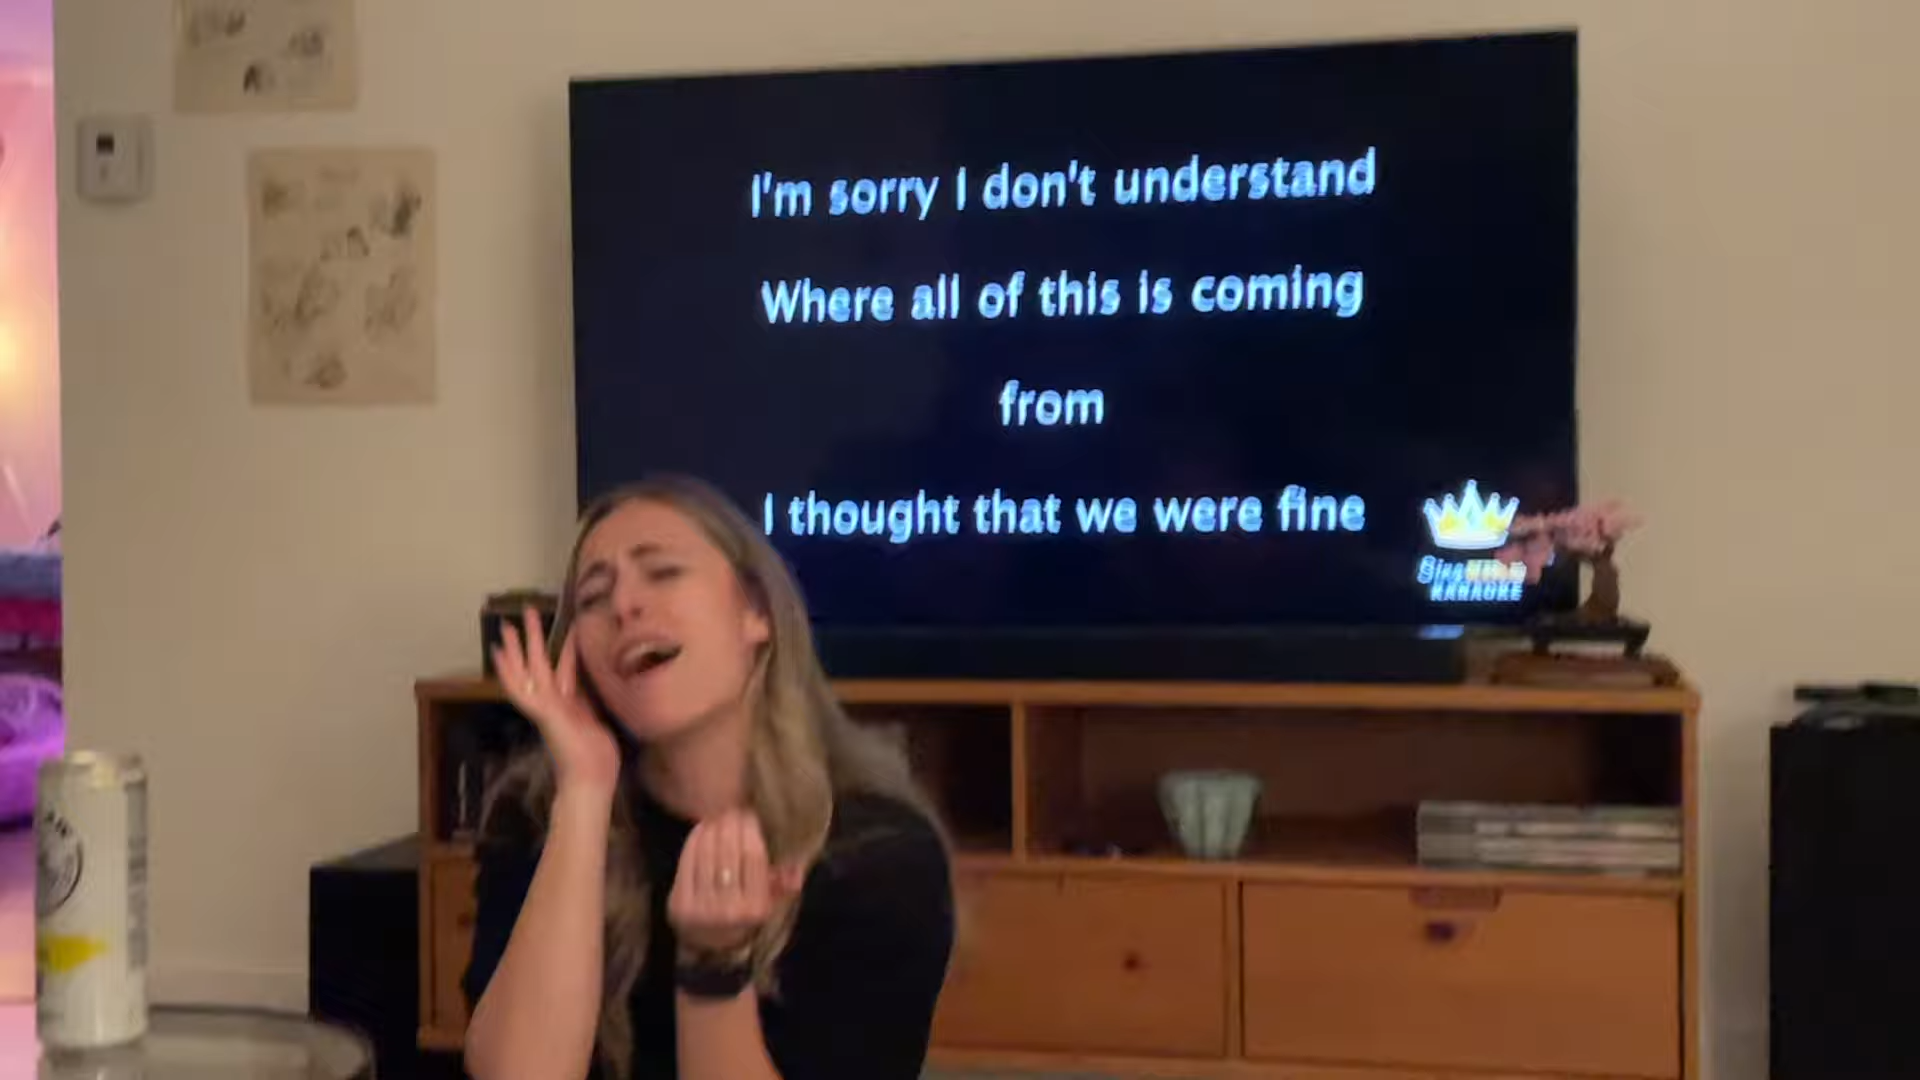 I'm sorry I don't understand
Where all of this is coming
from
I thought that we were fine
KARAOKE